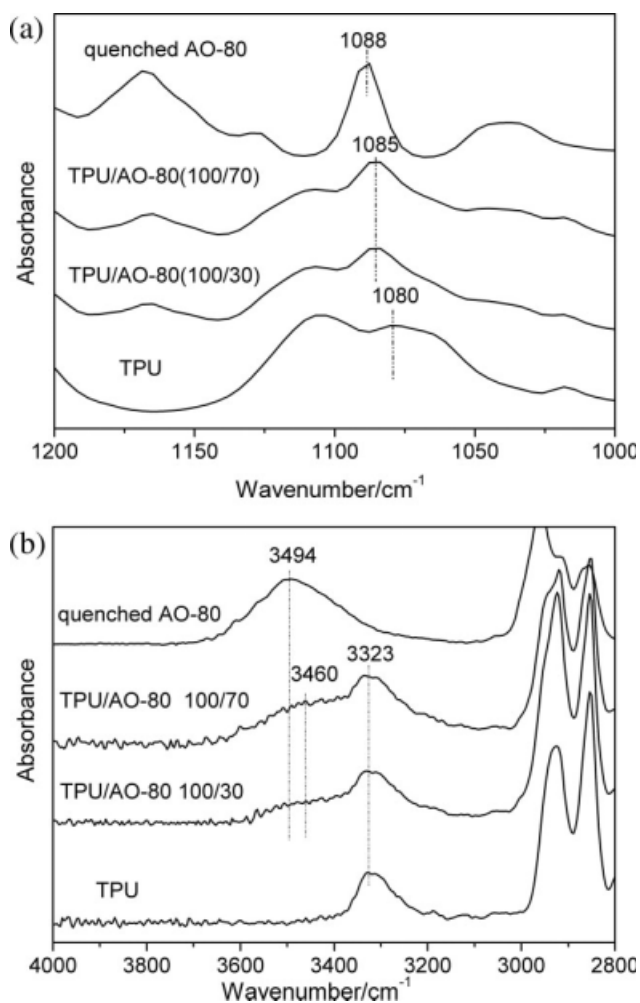 (a)
quenched AO-80
1088
1085
TPU/AO-80(100/70)
TPU/AO-80(100/30)
1080
TPU
Absorbance
1200 1150 1100 1050 1000
Wavenumber/cm-1
(b)
3494
quenched AO-80
3460
3323
TPU/AO-80 100/70
TPU/AO-80 100/30
TPU
Absorbance
4000 3800 3600 3400 3200 3000 2800
Wavenumber/cm-1